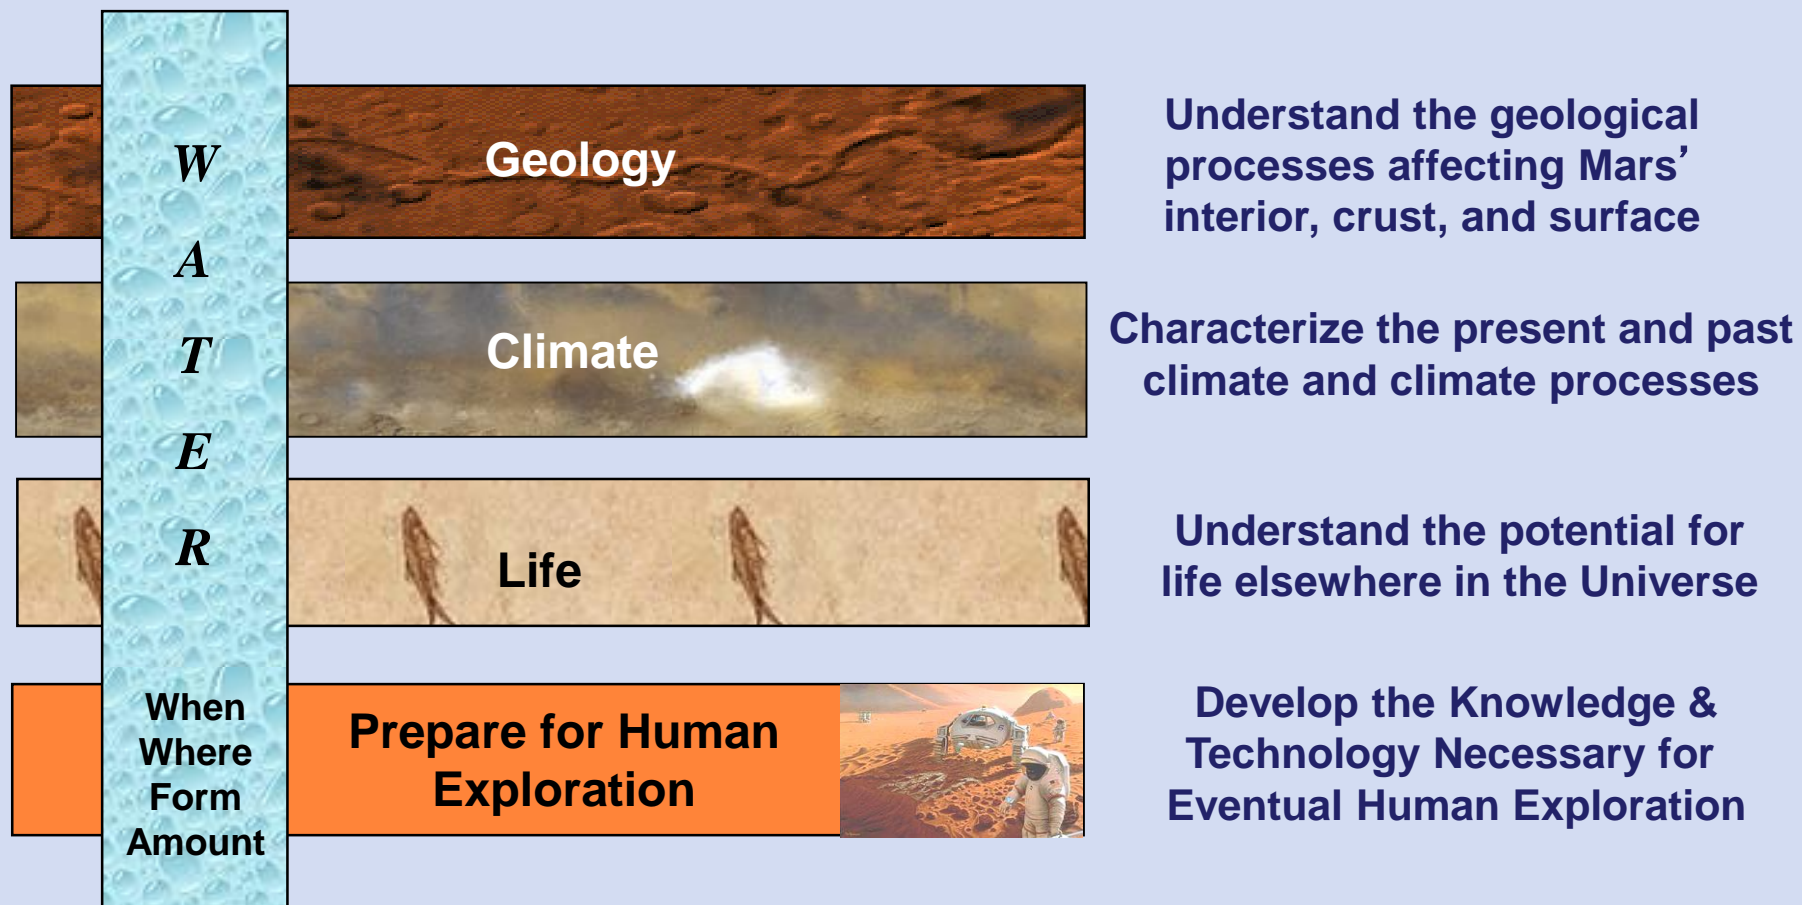 W
A
T
E
R
When
Where
Form
Amount
Geology
Understand the geological
processes affecting Mars’
interior, crust, and surface
Climate
Characterize the present and past
climate and climate processes
Life
Understand the potential for
life elsewhere in the Universe
Prepare for Human
Exploration
Develop the Knowledge &
Technology Necessary for
Eventual Human Exploration